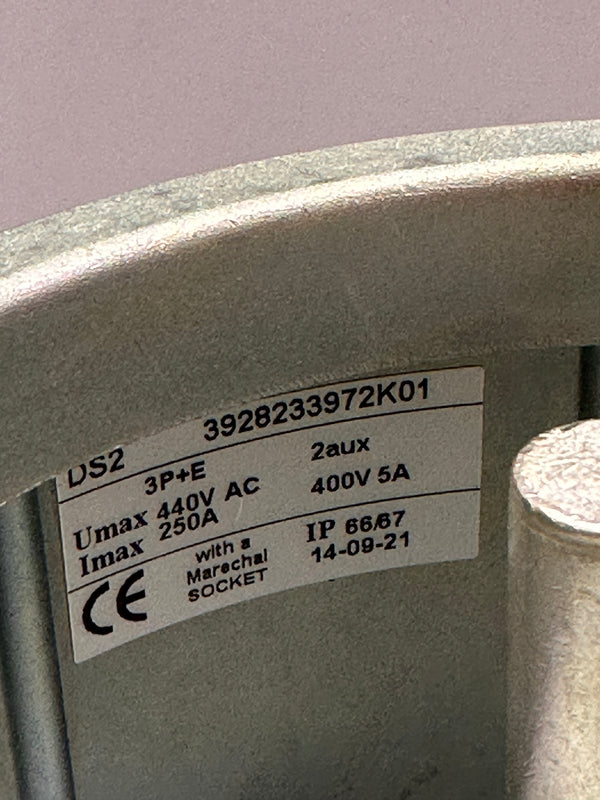 DS2 3928233972K01
3P+E 2aux
Umax 440V AC 400V 5A
Imax 250A
CE with a IP 66/67
Marechal 14-09-21
SOCKET